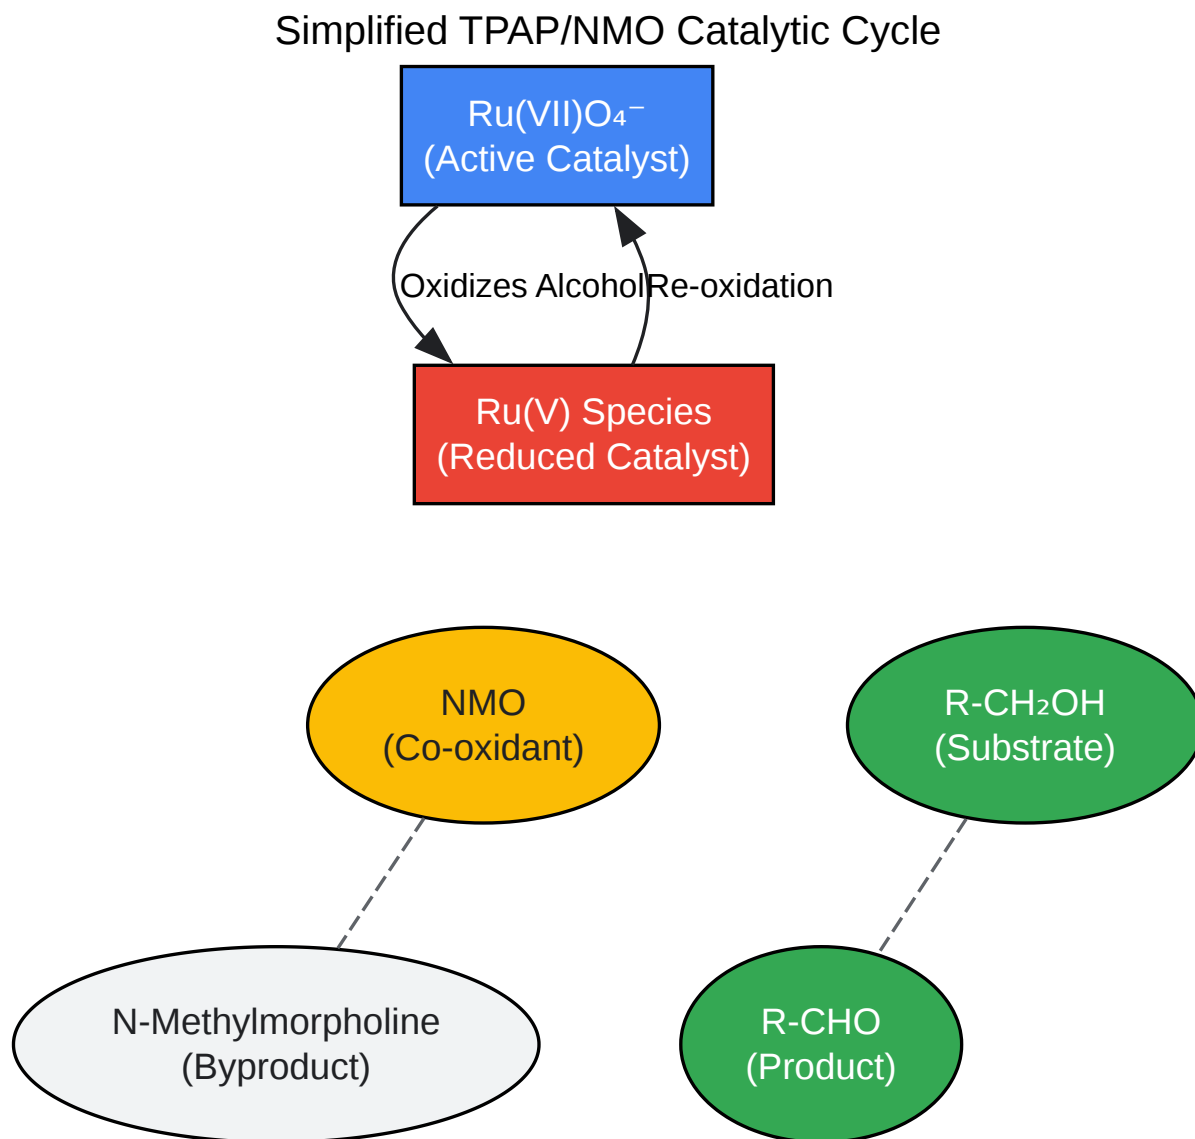 Simplified TPAP/NMO Catalytic Cycle
Ru(VII)O₄⁻
(Active Catalyst)
Oxidizes Alcohol
Re-oxidation
Ru(V) Species
(Reduced Catalyst)
NMO
(Co-oxidant)
R-CH₂OH
(Substrate)
N-Methylmorpholine
(Byproduct)
R-CHO
(Product)